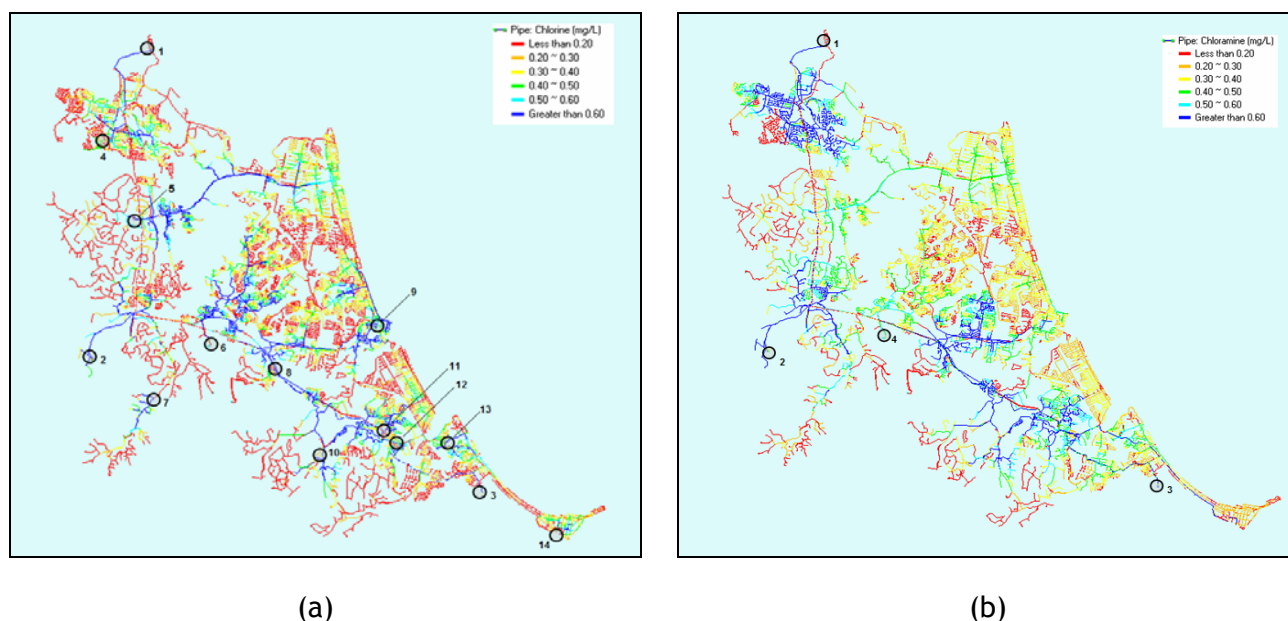 Pipe: Chlorine (mg/L)
Less than 0.20
0.20 ~ 0.30
0.30 ~ 0.40
0.40 ~ 0.50
0.50 ~ 0.60
Greater than 0.60
1
4
5
9
6
2
8
11
7
12
13
10
3
14
Pipe: Chloramine (mg/L)
Less than 0.20
0.20 ~ 0.30
0.30 ~ 0.40
0.40 ~ 0.50
0.50 ~ 0.60
Greater than 0.60
1
4
2
3
(a)
(b)